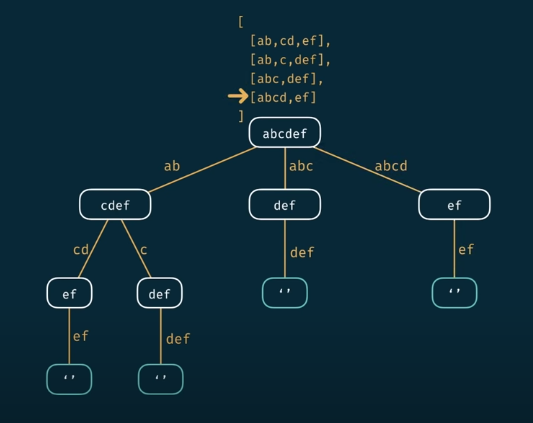 [
[ab,cd,ef],
[ab,c,def],
[abc,def],
[abcd,ef]
]
abcdef
ab
abc
abcd
cdef
def
ef
cd
c
def
ef
ef
def
‘’
‘’
ef
def
‘’
‘’